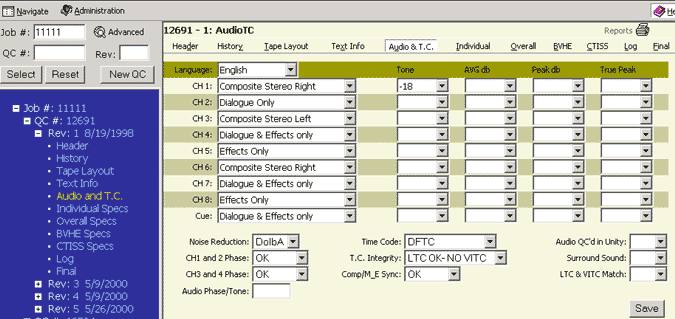 Navigate Administration He
Job #: 11111 Advanced
QC #: Rev:
Select Reset New QC
Job #: 11111
QC #: 12691
Rev: 1 8/19/1998
Header
History
Tape Layout
Text Info
Audio and T.C.
Individual Specs
Overall Specs
BVHE Specs
CTISS Specs
Log
Final
Rev: 3 5/9/2000
Rev: 4 5/9/2000
Rev: 5 5/26/2000
12691 - 1: AudioTC Reports
Header History Tape Layout Text Info Audio & T.C. Individual Overall BVHE CTISS Log Final
Language: English Tone AVG db Peak db True Peak
CH 1: Composite Stereo Right -18
CH 2: Dialogue Only
CH 3: Composite Stereo Left
CH 4: Dialogue & Effects only
CH 5: Effects Only
CH 6: Composite Stereo Right
CH 7: Dialogue & Effects only
CH 8: Effects Only
Cue: Dialogue & Effects only
Noise Reduction: DolbA Time Code: DFTC Audio QC'd in Unity:
CH1 and 2 Phase: OK T.C. Integrity: LTC OK- NO VITC Surround Sound:
CH3 and 4 Phase: OK Comp/M_E Sync: OK LTC & VITC Match:
Audio Phase/Tone:
Save